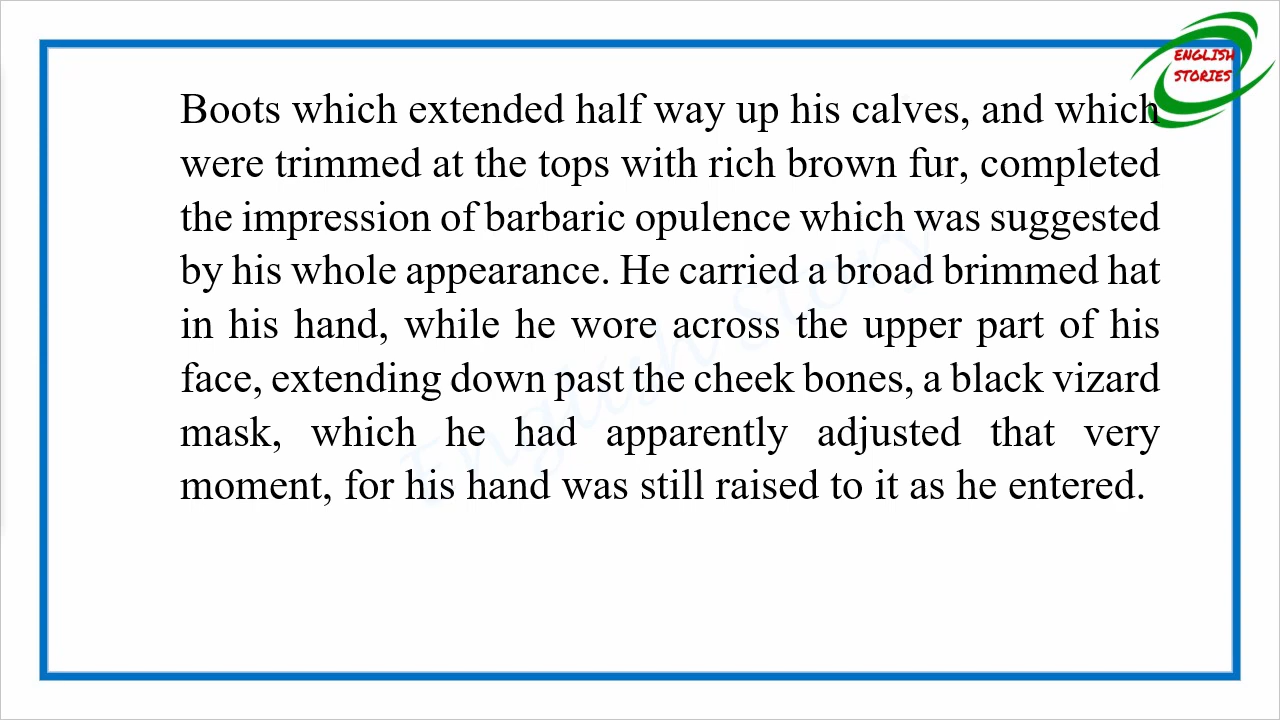 ENGLISH
STORIES
Boots which extended half way up his calves, and which
were trimmed at the tops with rich brown fur, completed
the impression of barbaric opulence which was suggested
by his whole appearance. He carried a broad brimmed hat
in his hand, while he wore across the upper part of his
face, extending down past the cheek bones, a black vizard
mask, which he had apparently adjusted that very
moment, for his hand was still raised to it as he entered.
English Story